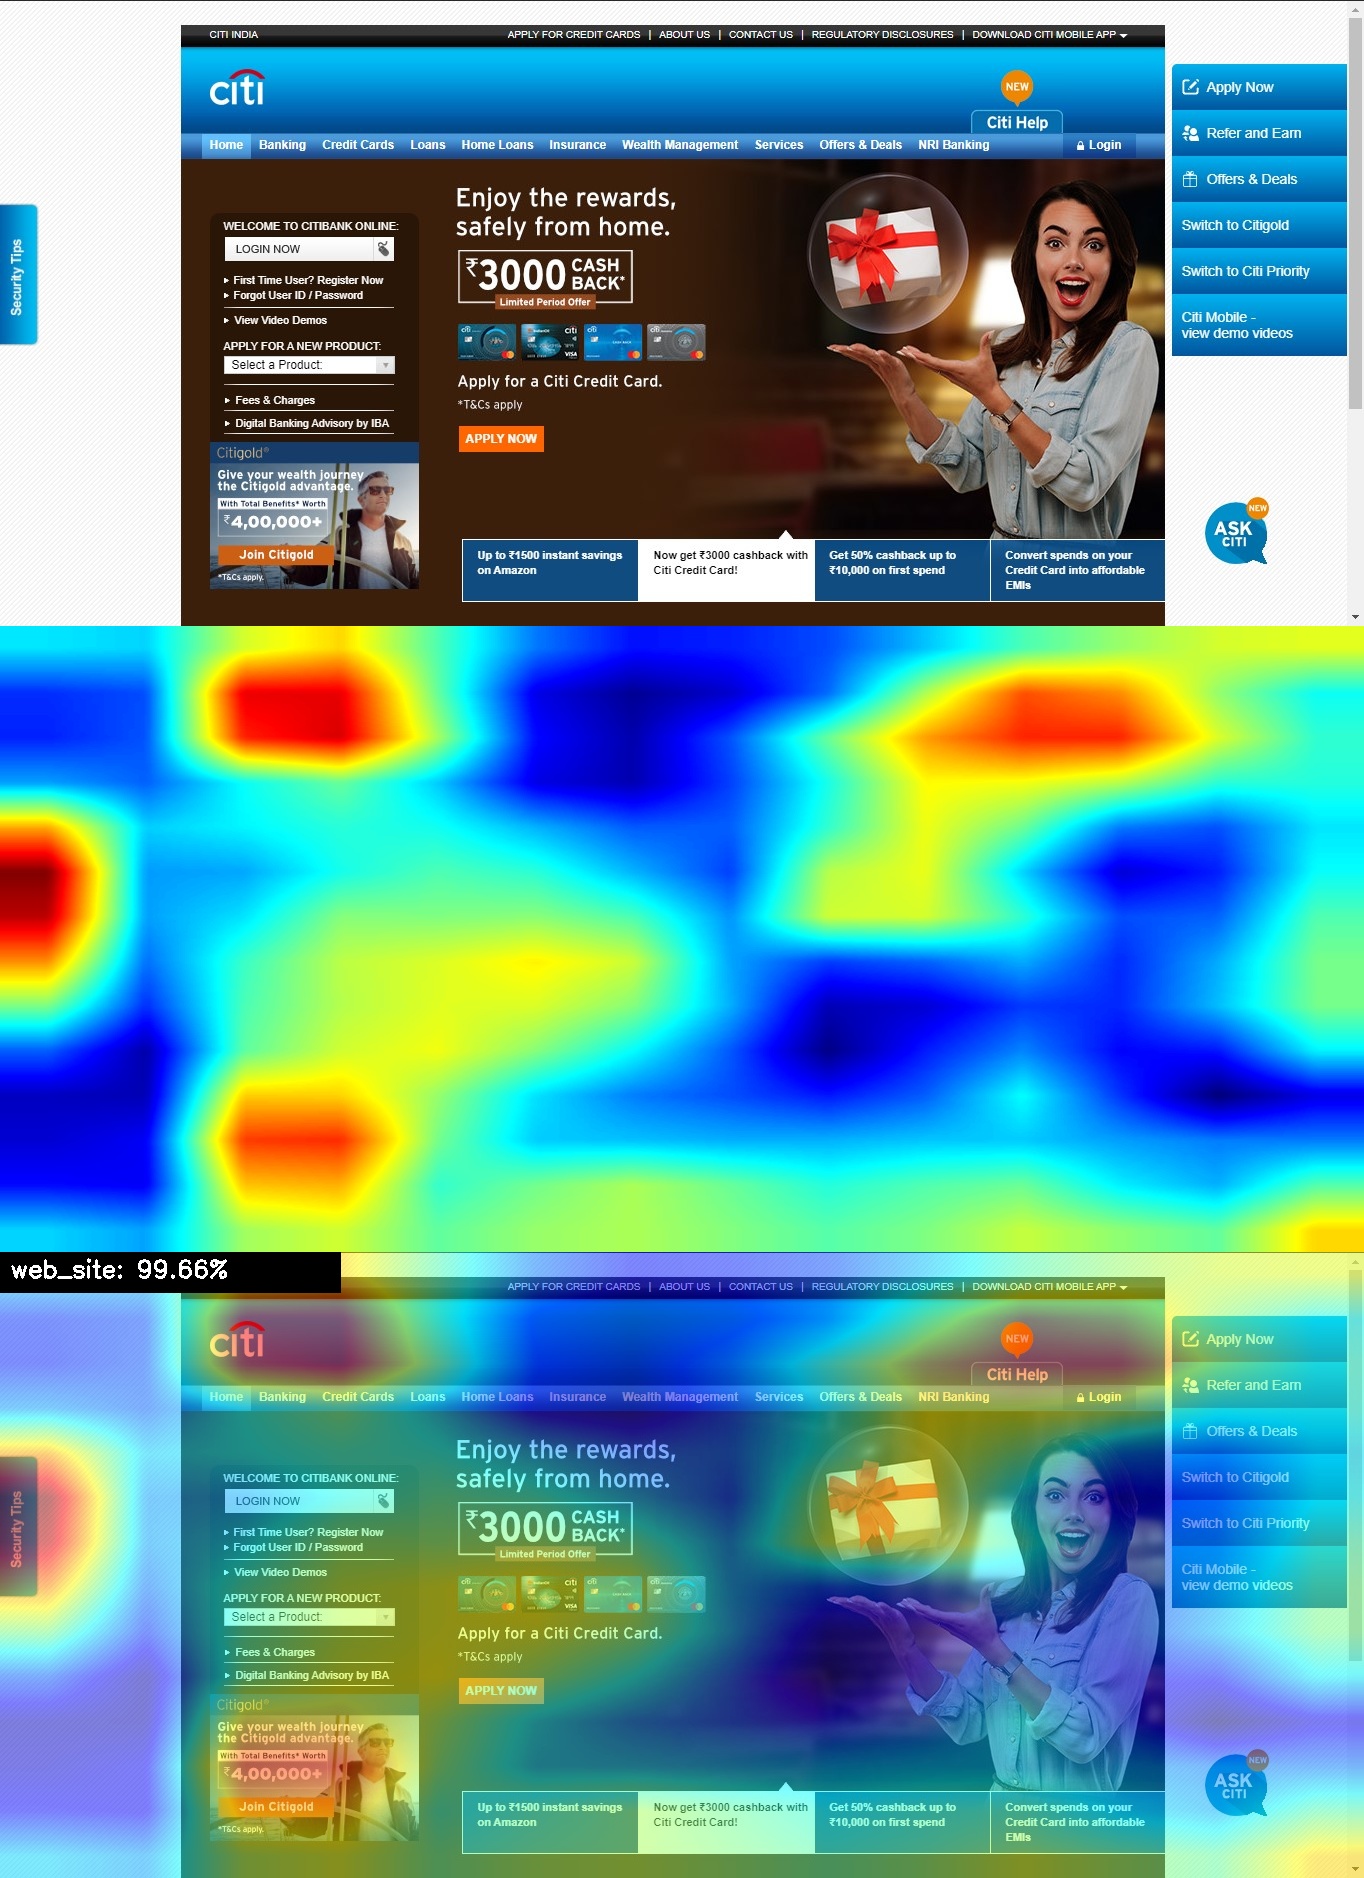 CITI INDIA
APPLY FOR CREDIT CARDS | ABOUT US | CONTACT US | REGULATORY DISCLOSURES | DOWNLOAD CITI MOBILE APP
citi
NEW
Citi Help
Home Banking Credit Cards Loans Home Loans Insurance Wealth Management Services Offers & Deals NRI Banking Login
Apply Now
Refer and Earn
Offers & Deals
Switch to Citigold
Switch to Citi Priority
Citi Mobile -
view demo videos
Security Tips
WELCOME TO CITIBANK ONLINE:
LOGIN NOW
First Time User? Register Now
Forgot User ID / Password
View Video Demos
APPLY FOR A NEW PRODUCT:
Select a Product:
Fees & Charges
Digital Banking Advisory by IBA
Citigold®
Give your wealth journey
the Citigold advantage.
With Total Benefits* Worth
₹4,00,000+
Join Citigold
*T&Cs apply.
Enjoy the rewards,
safely from home.
₹3000 CASH BACK*
Limited Period Offer
citi
VISA
Apply for a Citi Credit Card.
*T&Cs apply
APPLY NOW
Up to ₹1500 instant savings
on Amazon
Now get ₹3000 cashback with
Citi Credit Card!
Get 50% cashback up to
₹10,000 on first spend
Convert spends on your
Credit Card into affordable
EMIs
NEW
ASK
CITI
web_site: 99.66%
APPLY FOR CREDIT CARDS | ABOUT US | CONTACT US | REGULATORY DISCLOSURES | DOWNLOAD CITI MOBILE APP
citi
NEW
Citi Help
Home Banking Credit Cards Loans Home Loans Insurance Wealth Management Services Offers & Deals NRI Banking Login
Apply Now
Refer and Earn
Offers & Deals
Switch to Citigold
Switch to Citi Priority
Citi Mobile -
view demo videos
Security Tips
WELCOME TO CITIBANK ONLINE:
LOGIN NOW
First Time User? Register Now
Forgot User ID / Password
View Video Demos
APPLY FOR A NEW PRODUCT:
Select a Product:
Fees & Charges
Digital Banking Advisory by IBA
Citigold®
Give your wealth journey
the Citigold advantage.
With Total Benefits* Worth
₹4,00,000+
Join Citigold
*T&Cs apply.
Enjoy the rewards,
safely from home.
₹3000 CASH BACK*
Limited Period Offer
citi
VISA
Apply for a Citi Credit Card.
*T&Cs apply
APPLY NOW
Up to ₹1500 instant savings
on Amazon
Now get ₹3000 cashback with
Citi Credit Card!
Get 50% cashback up to
₹10,000 on first spend
Convert spends on your
Credit Card into affordable
EMIs
NEW
ASK
CITI